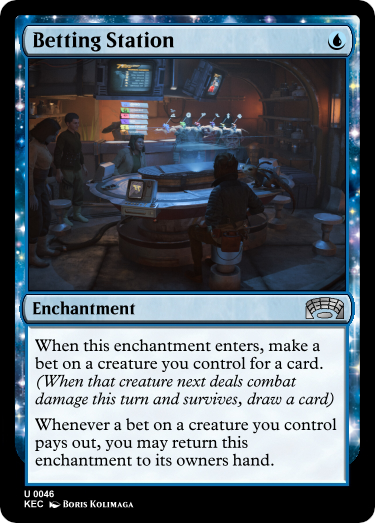 Betting Station
Enchantment
When this enchantment enters, make a
bet on a creature you control for a card.
(When that creature next deals combat
damage this turn and survives, draw a card)
Whenever a bet on a creature you control
pays out, you may return this
enchantment to its owners hand.
U 0046
KEC Boris Kolimaga